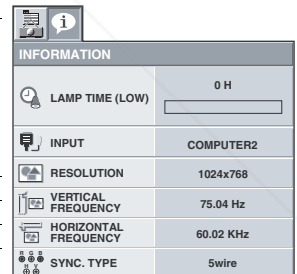 INFORMATION
LAMP TIME (LOW)
0 H
INPUT
COMPUTER2
RESOLUTION
1024x768
VERTICAL FREQUENCY
75.04 Hz
HORIZONTAL FREQUENCY
60.02 KHz
R G B
H V
SYNC. TYPE
5wire